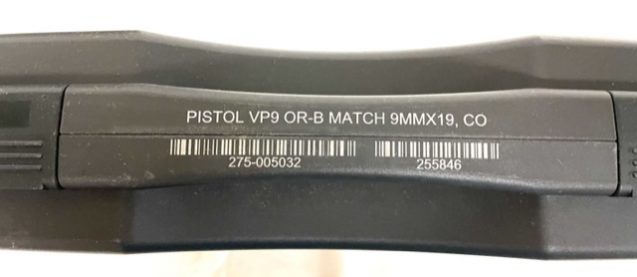 PISTOL VP9 OR-B MATCH 9MMX19, CO
275-005032 255846